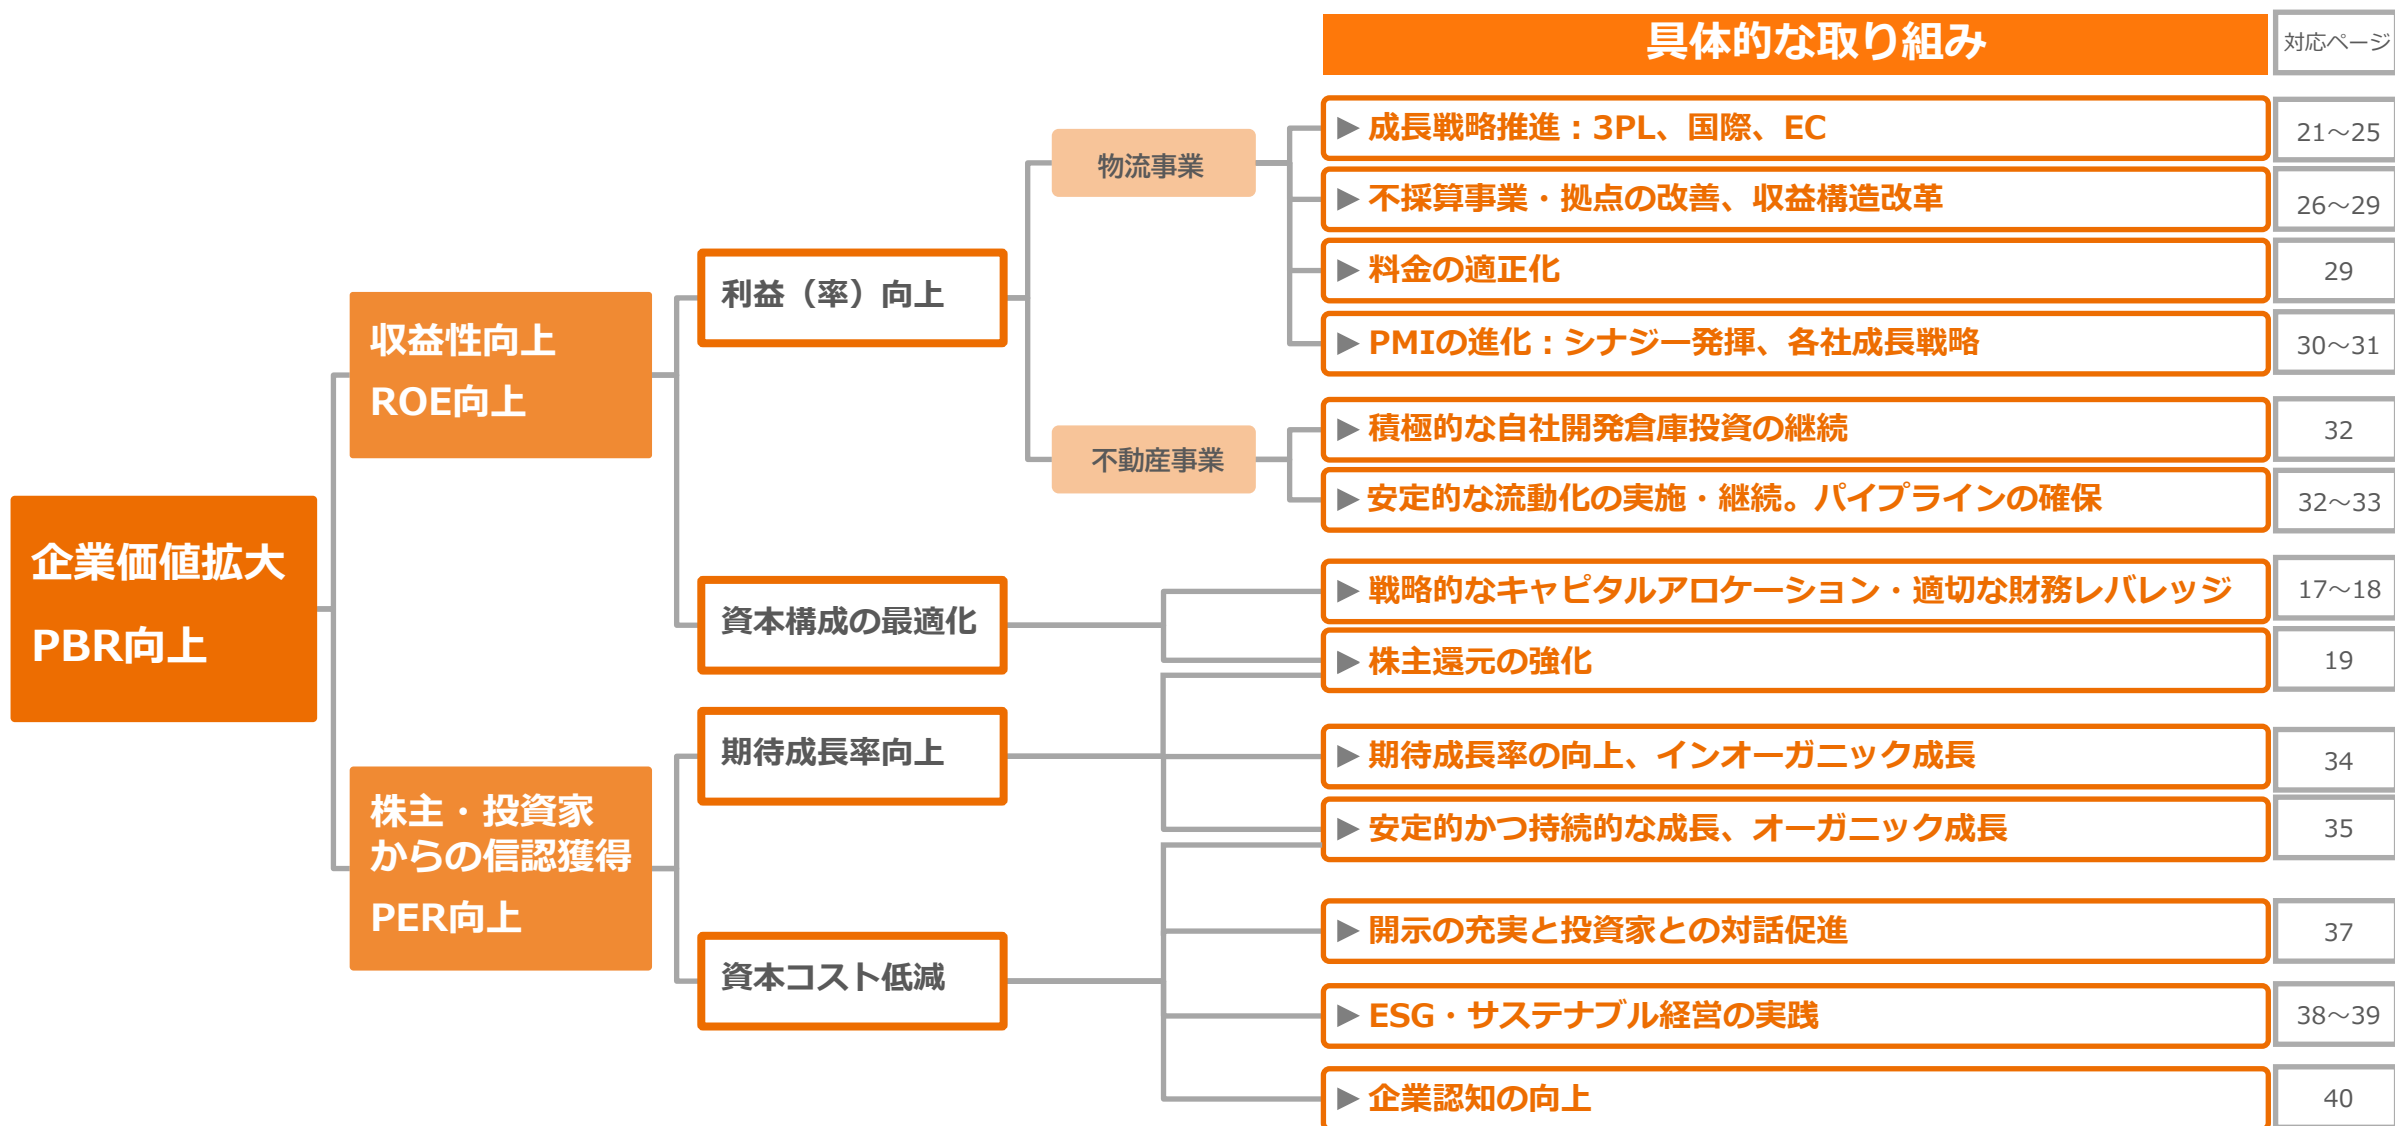 具体的な取り組み
対応ページ
企業価値拡大
PBR向上
収益性向上
ROE向上
株主・投資家
からの信認獲得
PER向上
利益（率）向上
資本構成の最適化
期待成長率向上
資本コスト低減
物流事業
不動産事業
▶ 成長戦略推進：3PL、国際、EC
21～25
▶ 不採算事業・拠点の改善、収益構造改革
26～29
▶ 料金の適正化
29
▶ PMIの進化：シナジー発揮、各社成長戦略
30～31
▶ 積極的な自社開発倉庫投資の継続
32
▶ 安定的な流動化の実施・継続。パイプラインの確保
32～33
▶ 戦略的なキャピタルアロケーション・適切な財務レバレッジ
17～18
▶ 株主還元の強化
19
▶ 期待成長率の向上、インオーガニック成長
34
▶ 安定的かつ持続的な成長、オーガニック成長
35
▶ 開示の充実と投資家との対話促進
37
▶ ESG・サステナブル経営の実践
38～39
▶ 企業認知の向上
40